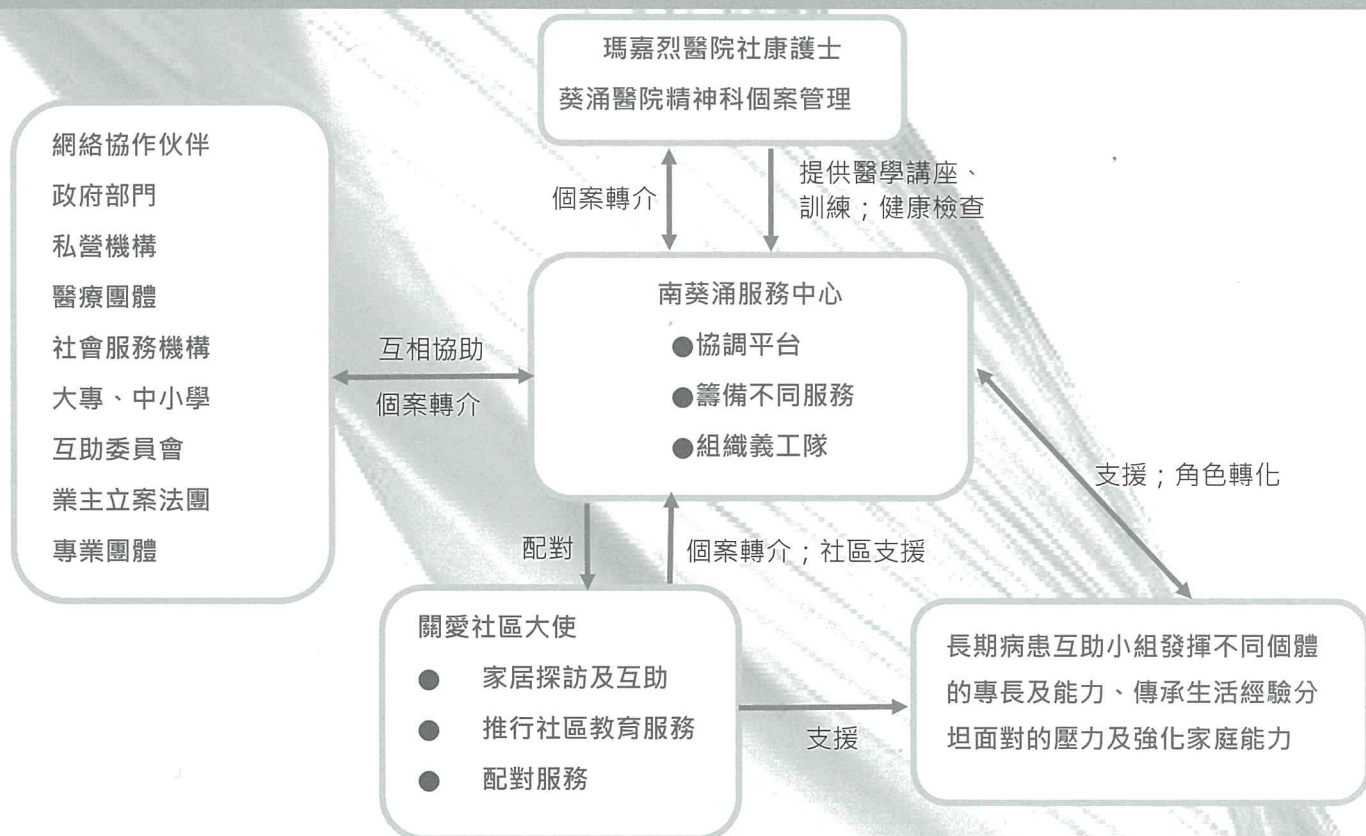 瑪嘉烈醫院社康護士
葵涌醫院精神科個案管理
網絡協作伙伴
政府部門
私營機構
醫療團體
社會服務機構
大專、中小學
互助委員會
業主立案法團
專業團體
個案轉介
提供醫學講座、
訓練；健康檢查
南葵涌服務中心
●協調平台
●籌備不同服務
●組織義工隊
互相協助
個案轉介
支援；角色轉化
配對
個案轉介；社區支援
關愛社區大使
● 家居探訪及互助
● 推行社區教育服務
● 配對服務
支援
長期病患互助小組發揮不同個體
的專長及能力、傳承生活經驗分
坦面對的壓力及強化家庭能力